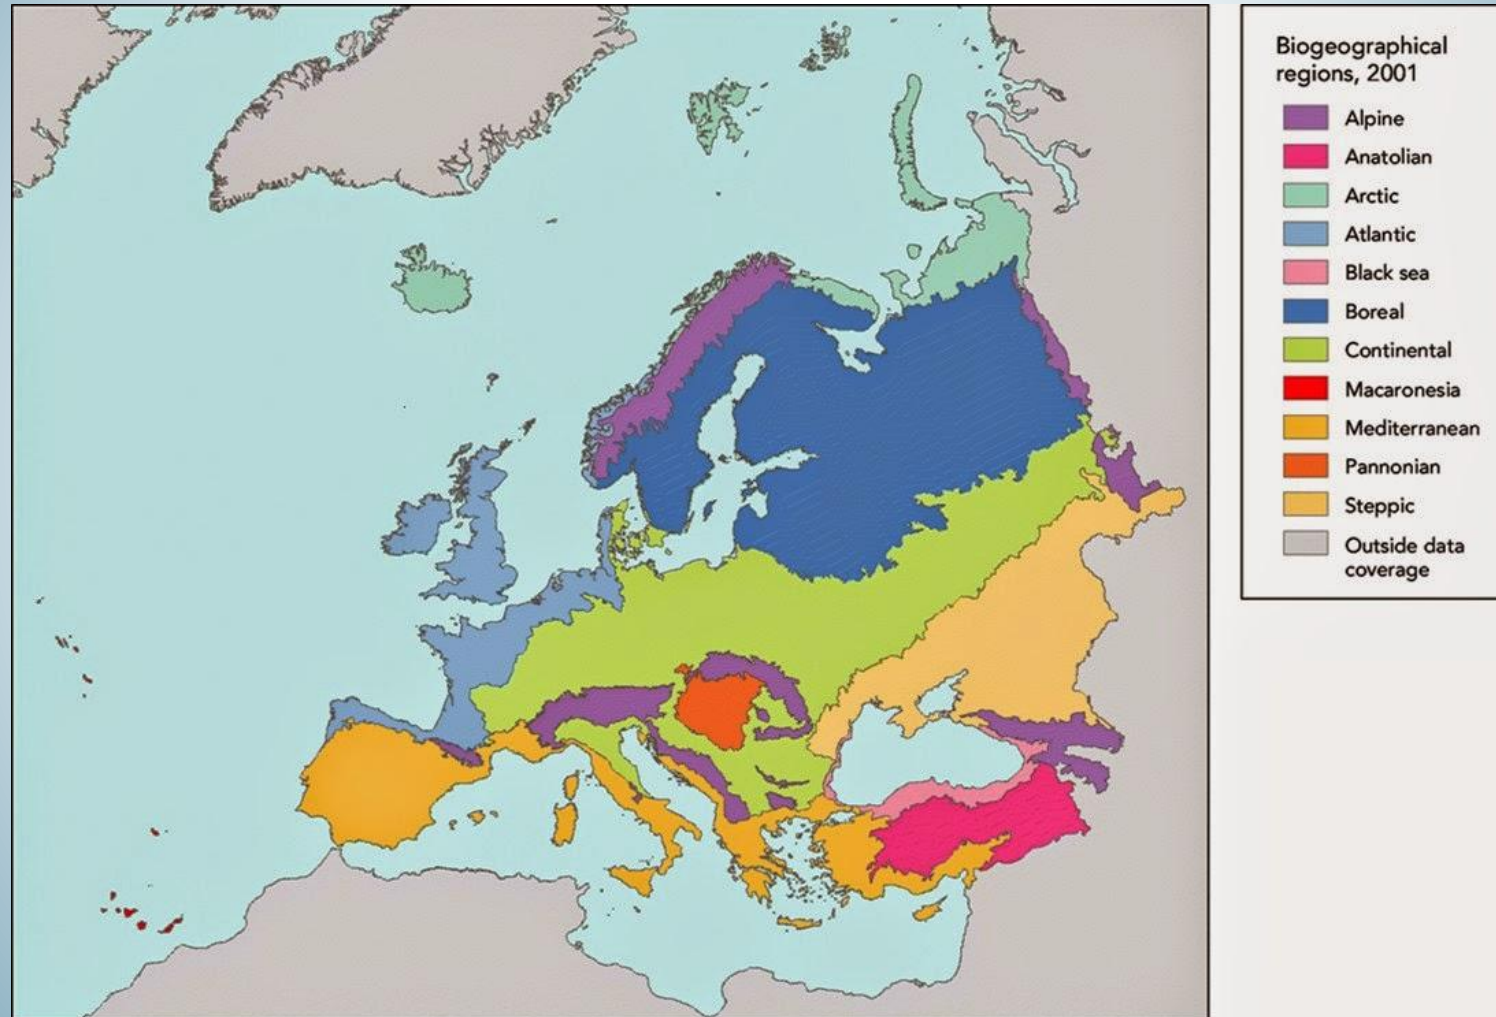 Biogeographical
regions, 2001
Alpine
Anatolian
Arctic
Atlantic
Black sea
Boreal
Continental
Macaronesia
Mediterranean
Pannonian
Steppic
Outside data
coverage